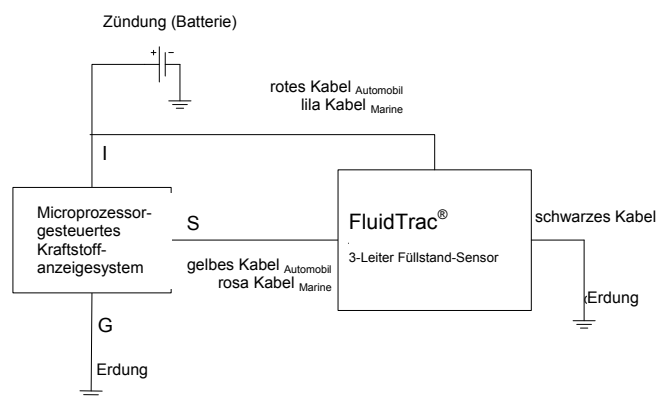 Zündung (Batterie)
+ -
rotes Kabel Automobil
lila Kabel Marine
I
Microprozessor-
gesteuertes
Kraftstoff-
anzeigesystem
S
gelbes Kabel Automobil
rosa Kabel Marine
FluidTrac®
3-Leiter Füllstand-Sensor
schwarzes Kabel
Erdung
G
Erdung